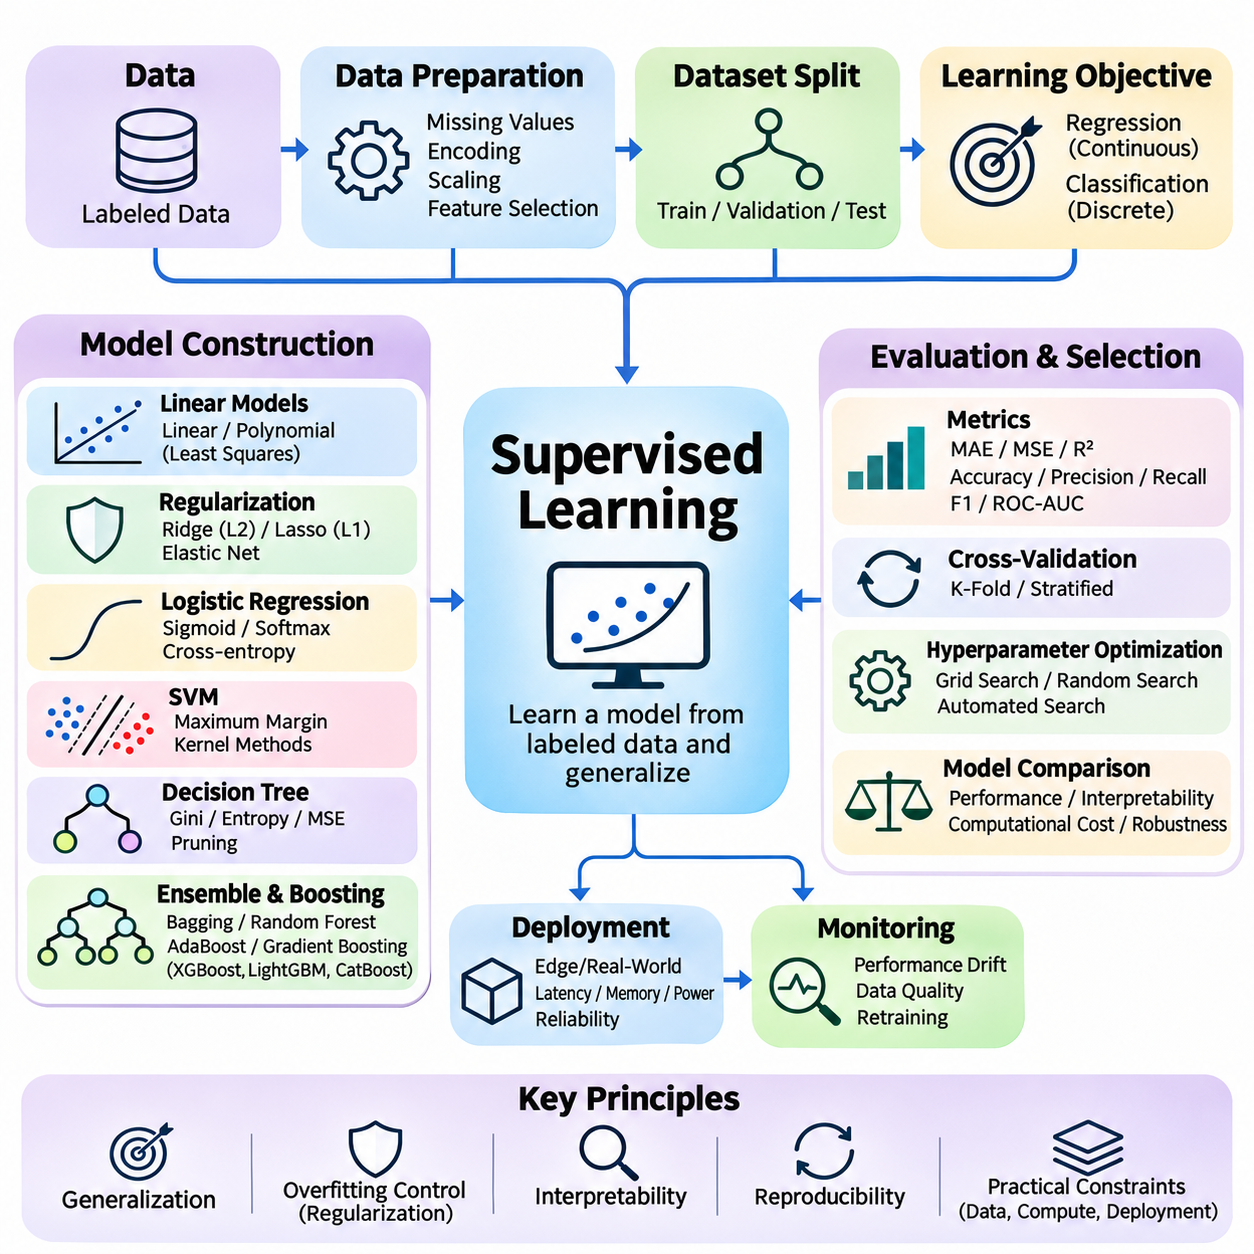 Data
Labeled Data
Data Preparation
Missing Values
Encoding
Scaling
Feature Selection
Dataset Split
Train / Validation / Test
Learning Objective
Regression
(Continuous)
Classification
(Discrete)
Model Construction
Linear Models
Linear / Polynomial
(Least Squares)
Regularization
Ridge (L2) / Lasso (L1)
Elastic Net
Logistic Regression
Sigmoid / Softmax
Cross-entropy
SVM
Maximum Margin
Kernel Methods
Decision Tree
Gini / Entropy / MSE
Pruning
Ensemble & Boosting
Bagging / Random Forest
AdaBoost / Gradient Boosting
(XGBoost, LightGBM, CatBoost)
Supervised
Learning
Learn a model from
labeled data and
generalize
Evaluation & Selection
Metrics
MAE / MSE / R²
Accuracy / Precision / Recall
F1 / ROC-AUC
Cross-Validation
K-Fold / Stratified
Hyperparameter Optimization
Grid Search / Random Search
Automated Search
Model Comparison
Performance / Interpretability
Computational Cost / Robustness
Deployment
Edge/Real-World
Latency / Memory / Power
Reliability
Monitoring
Performance Drift
Data Quality
Retraining
Key Principles
Generalization
Overfitting Control
(Regularization)
Interpretability
Reproducibility
Practical Constraints
(Data, Compute, Deployment)